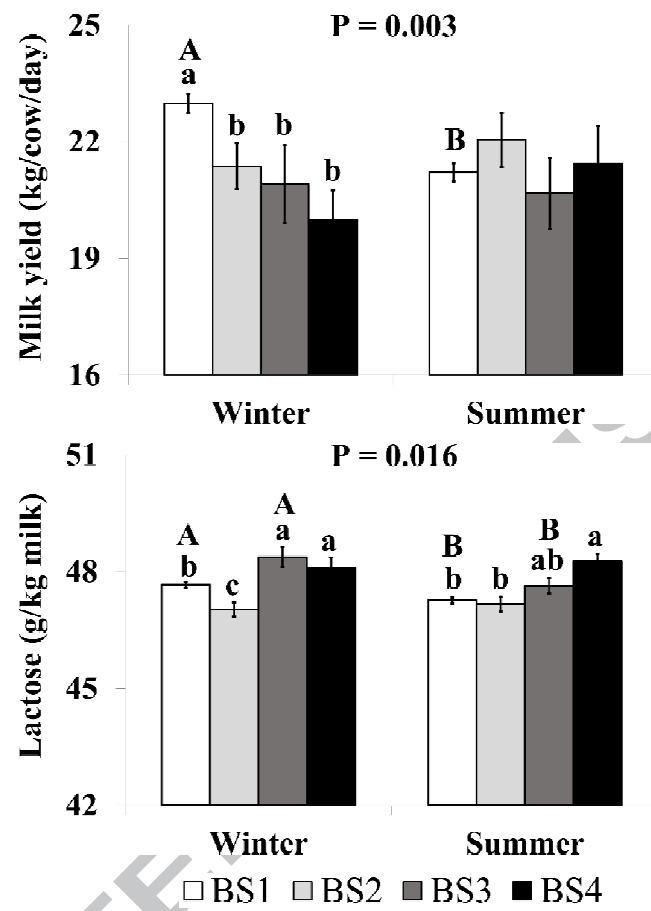 Milk yield (kg/cow/day)
25
22
19
16
P = 0.003
A
a
b
b
b
B
Winter
Summer
Lactose (g/kg milk)
51
48
45
42
P = 0.016
A
b
c
A
a
a
B
b
b
B
ab
a
Winter
Summer
BS1 BS2 BS3 BS4